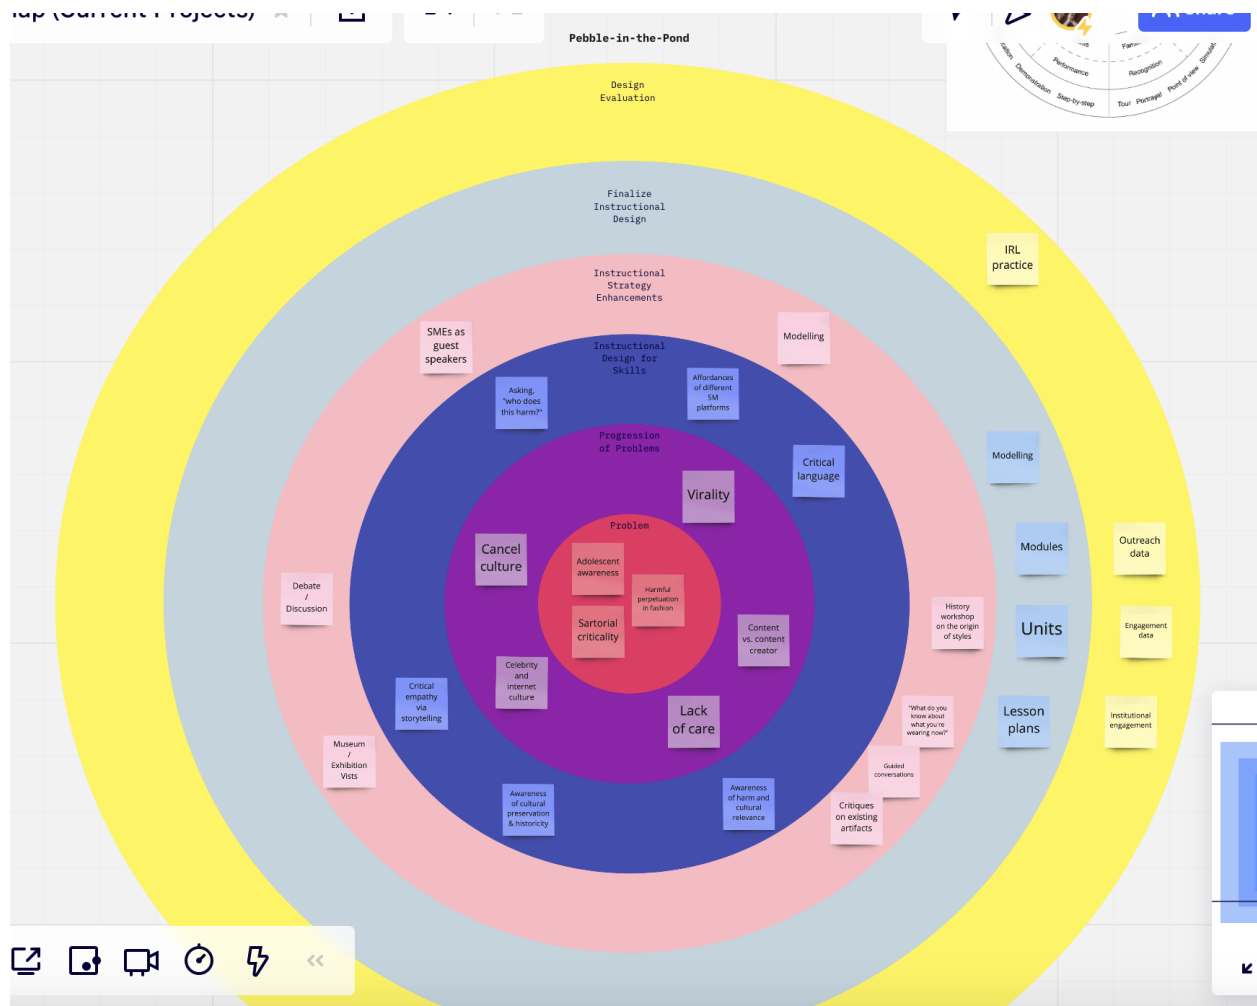 (Current Projects)
Share
Pebble-in-the-Pond
Performance
Recognition
Demonstration
Step-by-step
Tour
Portrayal
Point of view
Design
Evaluation
Finalize
Instructional
Design
IRL
practice
Instructional
Strategy
Enhancements
SMEs as
guest
speakers
Modelling
Instructional
Design for
Skills
Asking,
"who does
this harm?"
Affordances
of different
SM
platforms
Progression
of Problems
Critical
language
Modelling
Virality
Problem
Cancel
culture
Adolescent
awareness
Harmful
perpetuation
in fashion
Sartorial
criticality
Modules
Outreach
data
Debate
/
Discussion
History
workshop
on the origin
of styles
Units
Engagement
data
Content
vs. content
creator
Celebrity
and
internet
culture
Critical
empathy
via
storytelling
Lack
of care
"What do you
know about
what you're
wearing now?"
Lesson
plans
Institutional
engagement
Museum
/
Exhibition
Vists
Guided
conversations
Awareness
of cultural
preservation
& historicity
Awareness
of harm and
cultural
relevance
Critiques
on existing
artifacts